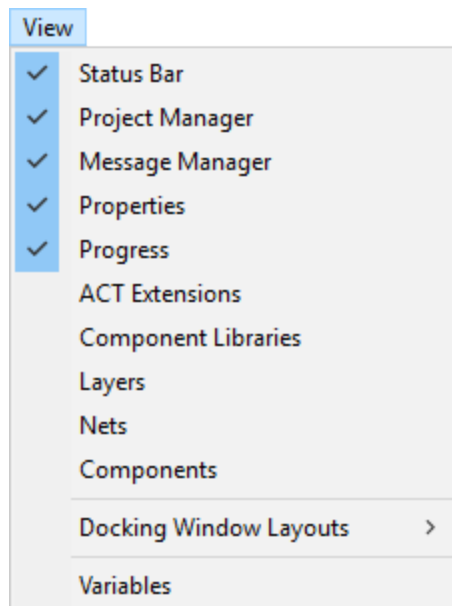 View
Status Bar
Project Manager
Message Manager
Properties
Progress
ACT Extensions
Component Libraries
Layers
Nets
Components
Docking Window Layouts
Variables